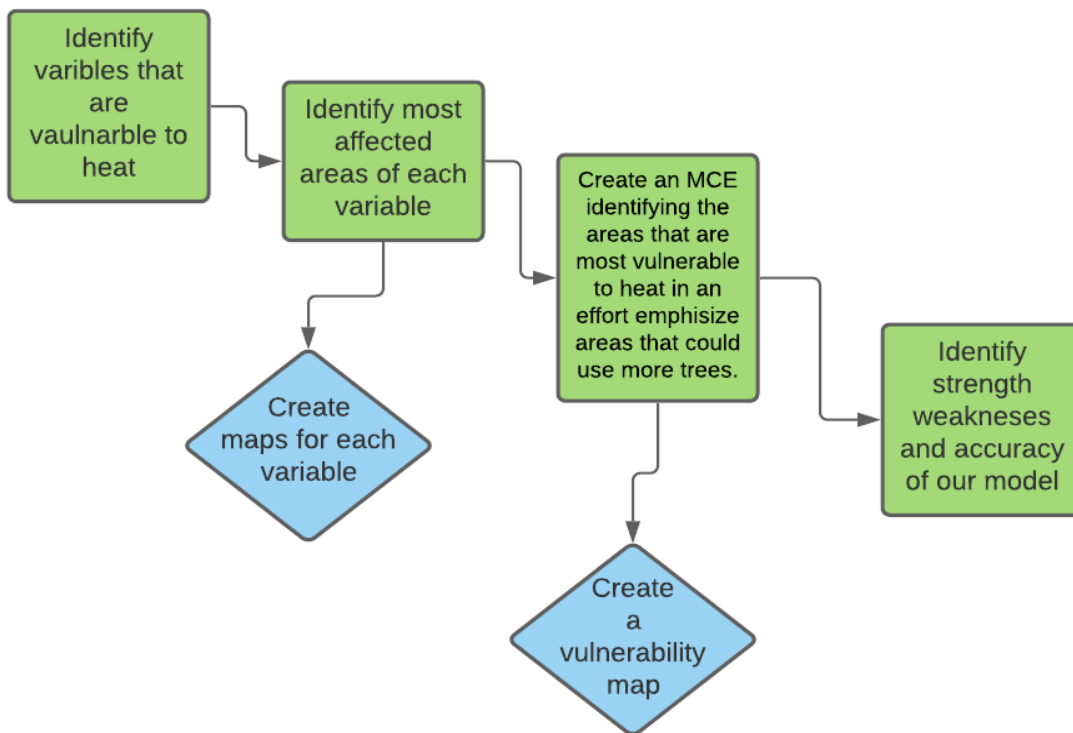 Identify
varibles that
are
vaulnarble to
heat
Identify most
affected
areas of each
variable
Create an MCE
identifying the
areas that are
most vulnerable
to heat in an
effort emphisize
areas that could
use more trees.
Identify
strength
weakneses
and accuracy
of our model
Create
maps for each
variable
Create
a
vulnerability
map